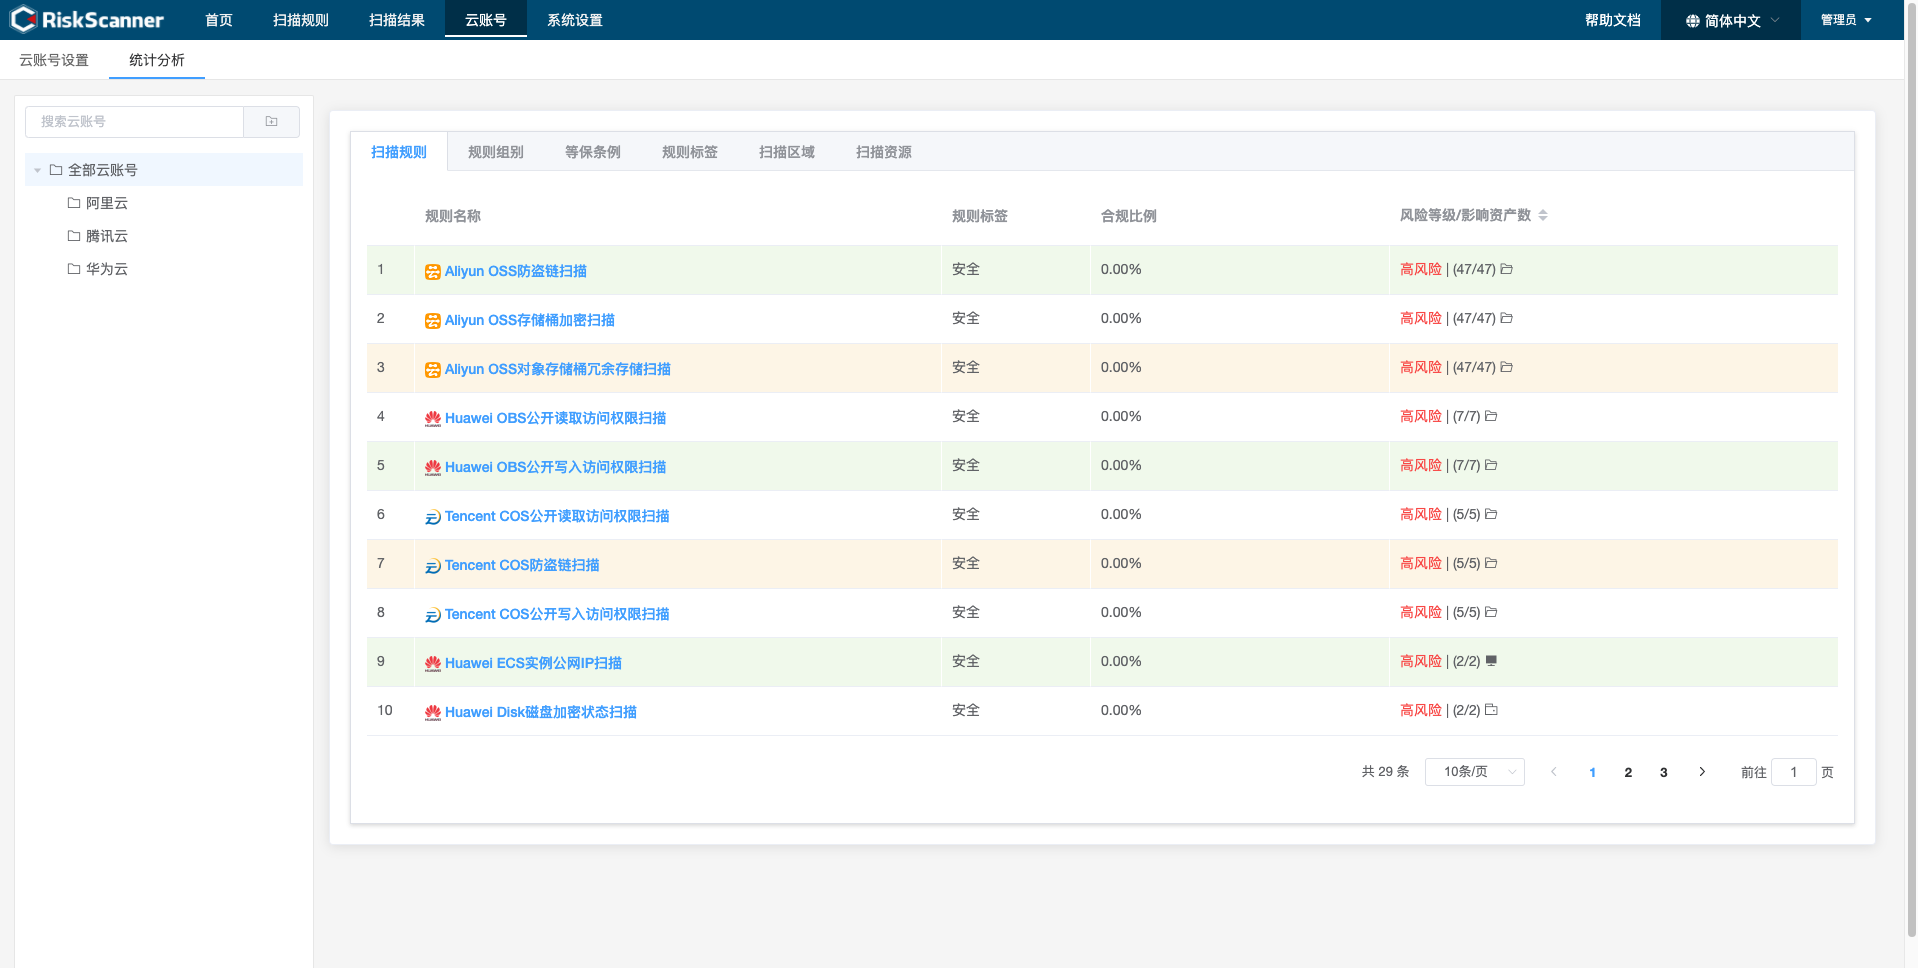 RiskScanner 首页 扫描规则 扫描结果 云账号 系统设置 帮助文档 简体中文 管理员
云账号设置 统计分析
搜索云账号
全部云账号
阿里云
腾讯云
华为云
扫描规则 规则组别 等保条例 规则标签 扫描区域 扫描资源
规则名称 规则标签 合规比例 风险等级/影响资产数
1 Aliyun OSS防盗链扫描 安全 0.00% 高风险 | (47/47)
2 Aliyun OSS存储桶加密扫描 安全 0.00% 高风险 | (47/47)
3 Aliyun OSS对象存储桶冗余存储扫描 安全 0.00% 高风险 | (47/47)
4 Huawei OBS公开读取访问权限扫描 安全 0.00% 高风险 | (7/7)
5 Huawei OBS公开写入访问权限扫描 安全 0.00% 高风险 | (7/7)
6 Tencent COS公开读取访问权限扫描 安全 0.00% 高风险 | (5/5)
7 Tencent COS防盗链扫描 安全 0.00% 高风险 | (5/5)
8 Tencent COS公开写入访问权限扫描 安全 0.00% 高风险 | (5/5)
9 Huawei ECS实例公网IP扫描 安全 0.00% 高风险 | (2/2)
10 Huawei Disk磁盘加密状态扫描 安全 0.00% 高风险 | (2/2)
共 29 条 10条/页 1 2 3 前往 1 页